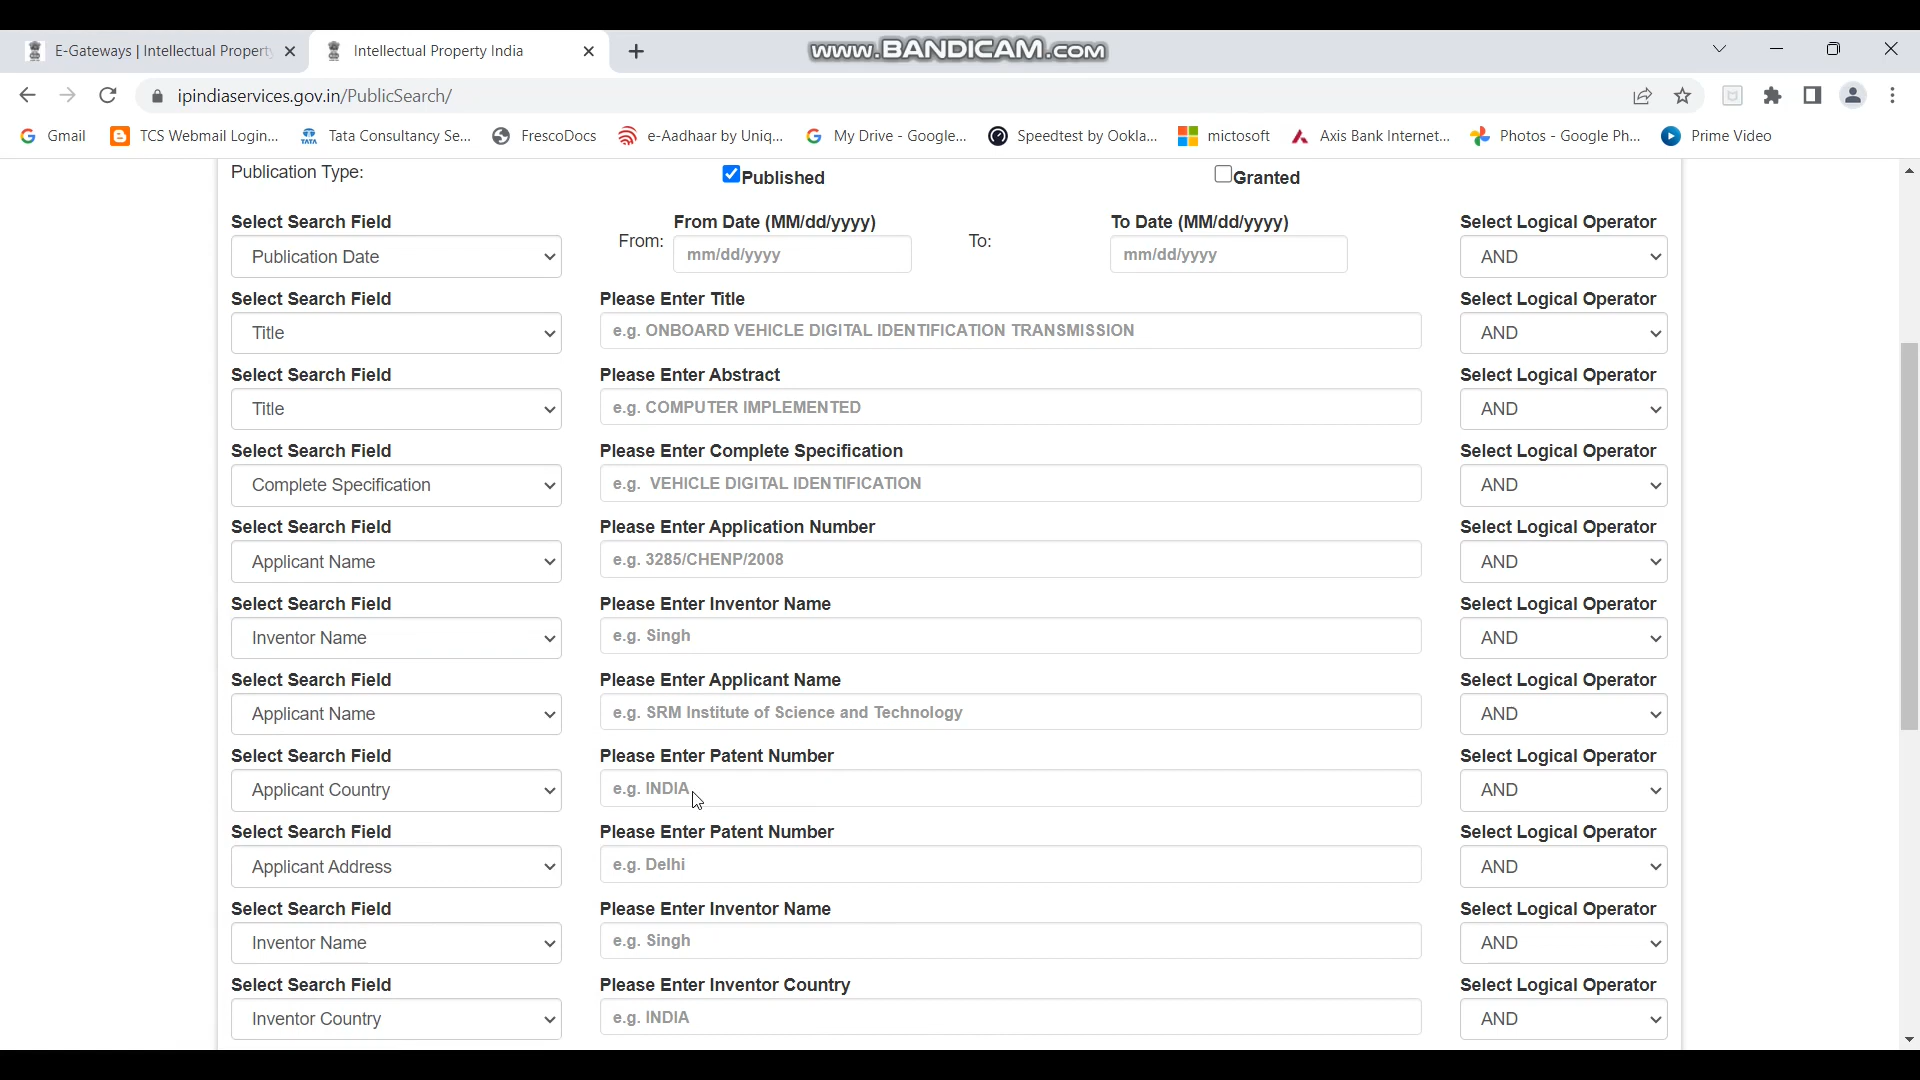 E-Gateways | Intellectual Property
Intellectual Property India
www.BANDICAM.com
ipindiaservices.gov.in/PublicSearch/
Gmail
TCS Webmail Login...
Tata Consultancy Se...
FrescoDocs
e-Aadhaar by Uniq...
My Drive - Google...
Speedtest by Ookla...
mictosoft
Axis Bank Internet...
Photos - Google Ph...
Prime Video
Publication Type:
Published
Granted
Select Search Field
From Date (MM/dd/yyyy)
To Date (MM/dd/yyyy)
Select Logical Operator
Publication Date
From:
mm/dd/yyyy
To:
mm/dd/yyyy
AND
Select Search Field
Please Enter Title
Select Logical Operator
Title
e.g. ONBOARD VEHICLE DIGITAL IDENTIFICATION TRANSMISSION
AND
Select Search Field
Please Enter Abstract
Select Logical Operator
Title
e.g. COMPUTER IMPLEMENTED
AND
Select Search Field
Please Enter Complete Specification
Select Logical Operator
Complete Specification
e.g. VEHICLE DIGITAL IDENTIFICATION
AND
Select Search Field
Please Enter Application Number
Select Logical Operator
Applicant Name
e.g. 3285/CHENP/2008
AND
Select Search Field
Please Enter Inventor Name
Select Logical Operator
Inventor Name
e.g. Singh
AND
Select Search Field
Please Enter Applicant Name
Select Logical Operator
Applicant Name
e.g. SRM Institute of Science and Technology
AND
Select Search Field
Please Enter Patent Number
Select Logical Operator
Applicant Country
e.g. INDIA
AND
Select Search Field
Please Enter Patent Number
Select Logical Operator
Applicant Address
e.g. Delhi
AND
Select Search Field
Please Enter Inventor Name
Select Logical Operator
Inventor Name
e.g. Singh
AND
Select Search Field
Please Enter Inventor Country
Select Logical Operator
Inventor Country
e.g. INDIA
AND